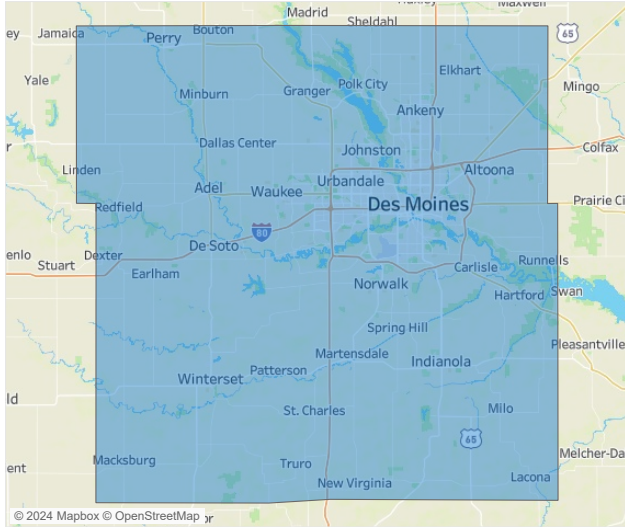 Maxwell
Madrid
Sheldahl
ey
Jamaica
Perry
Bouton
65
Yale
Minburn
Granger
Polk City
Elkhart
Mingo
Ankeny
r
Dallas Center
Johnston
Colfax
Linden
Adel
Waukee
Urbandale
Altoona
Redfield
Des Moines
Prairie Ci
enlo
Stuart
Dexter
De Soto
80
Earlham
Norwalk
Carlisle
Runnells
Hartford
Swan
Spring Hill
Martensdale
Pleasantville
Winterset
Patterson
Indianola
ld
St. Charles
Milo
65
ent
Macksburg
Truro
New Virginia
Lacona
Melcher-Da
© 2024 Mapbox © OpenStreetMap
or